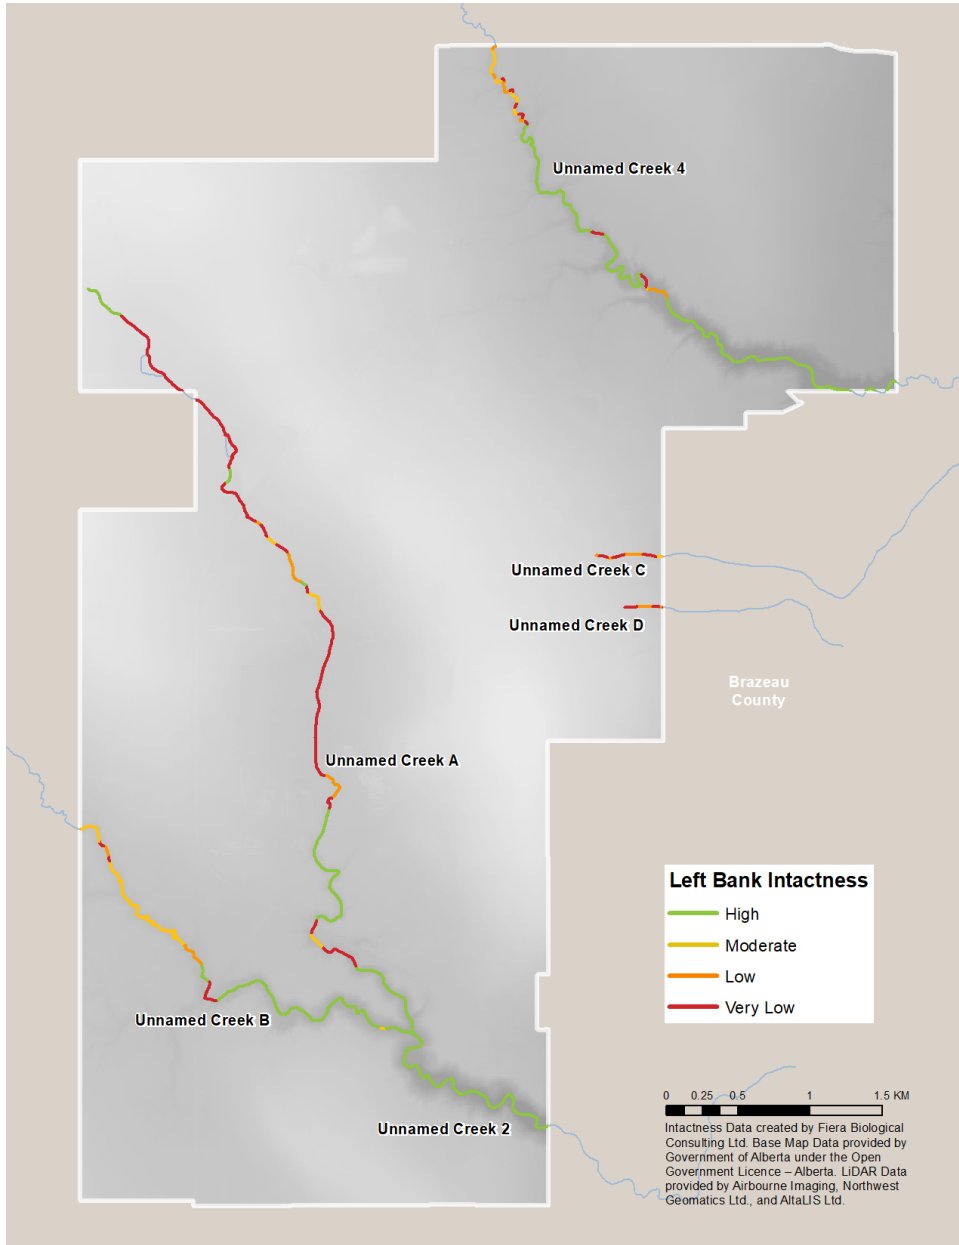 Unnamed Creek 4
Unnamed Creek C
Unnamed Creek D
Brazeau
County
Unnamed Creek A
Left Bank Intactness
High
Moderate
Low
Very Low
Unnamed Creek B
Unnamed Creek 2
0 0.25 0.5 1 1.5 KM
Intactness Data created by Fiera Biological
Consulting Ltd. Base Map Data provided by
Government of Alberta under the Open
Government Licence – Alberta. LiDAR Data
provided by Airbourne Imaging, Northwest
Geomatics Ltd., and AltaLIS Ltd.